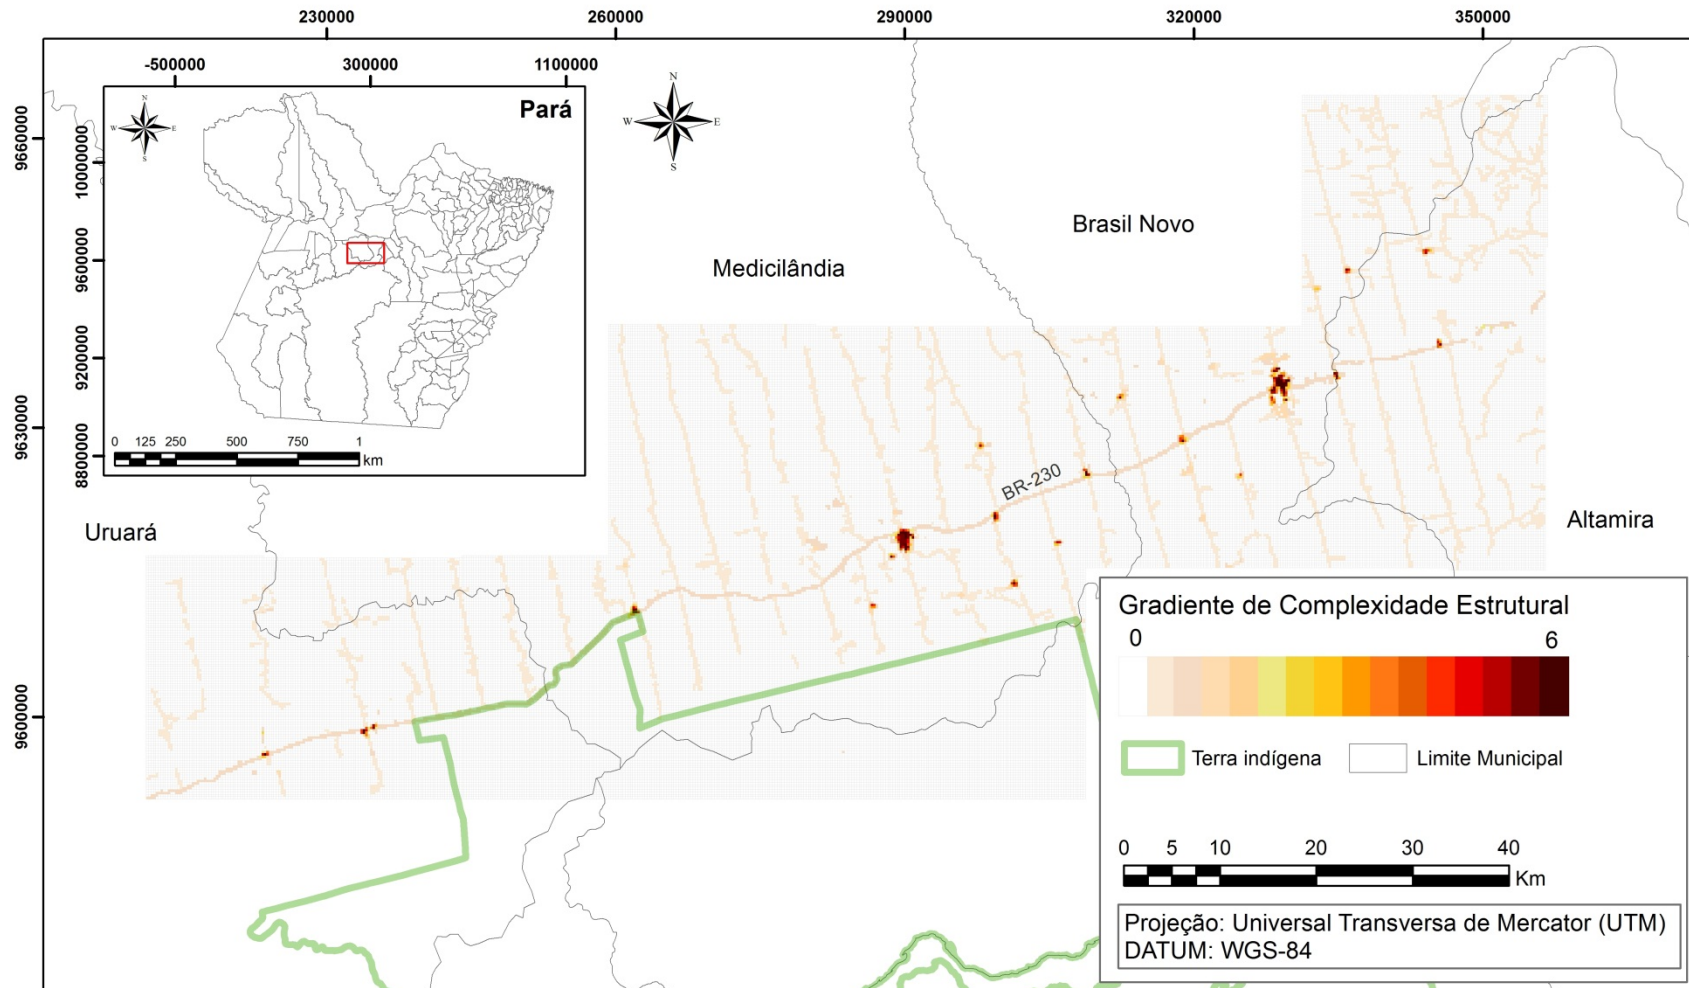 230000 260000 290000 320000 350000
-500000 300000 1100000
Pará
N
W E
S
N
W E
S
9660000
9630000
9600000
10000000
9600000
9200000
8800000
0 125 250 500 750 1
km
Brasil Novo
Medicilândia
BR-230
Uruará
Altamira
Gradiente de Complexidade Estrutural
0 6
Terra indígena Limite Municipal
0 5 10 20 30 40
Km
Projeção: Universal Transversa de Mercator (UTM)
DATUM: WGS-84